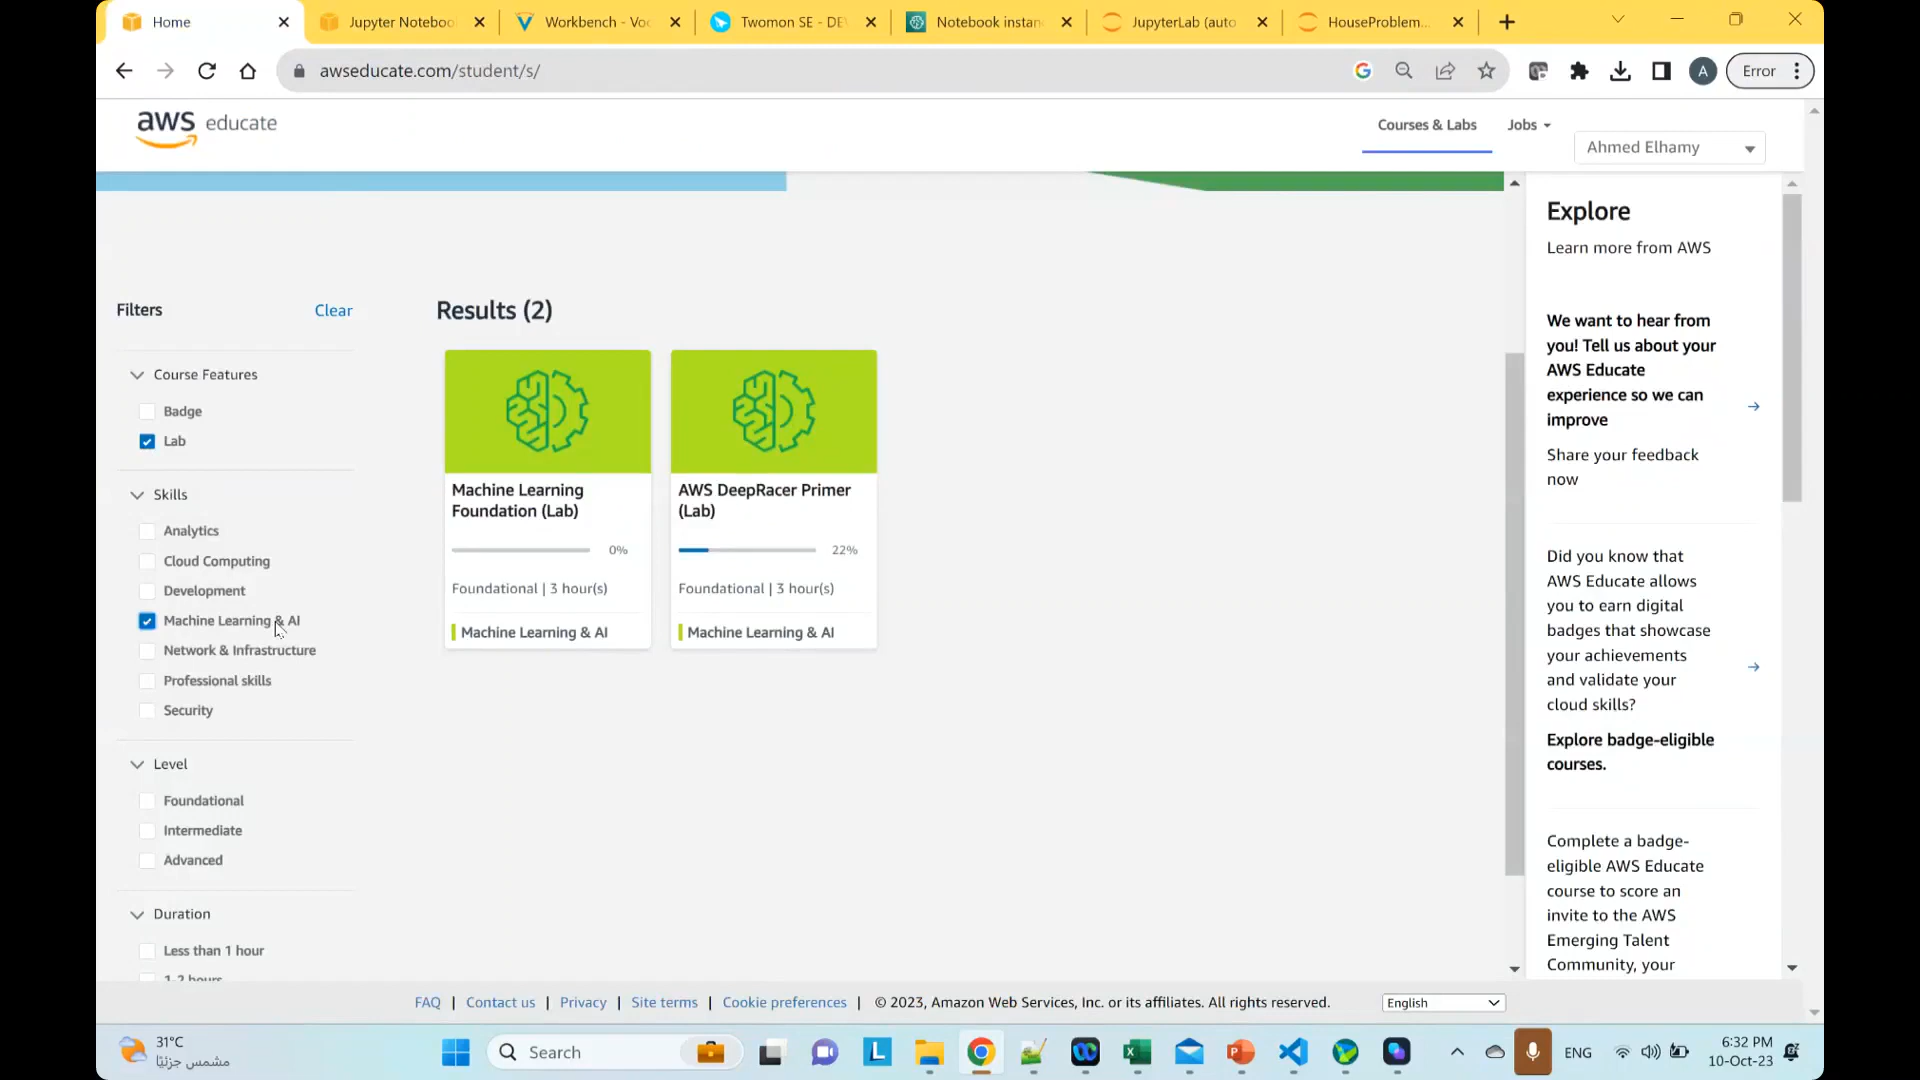 Home
Jupyter Noteboo
Workbench - Voc
Twomon SE - DE
Notebook instan
JupyterLab (auto
HouseProblem...
awseducate.com/student/s/
A
Error
aws educate
Courses & Labs
Jobs
Ahmed Elhamy
Filters
Clear
Course Features
Badge
Lab
Skills
Analytics
Cloud Computing
Development
Machine Learning & AI
Network & Infrastructure
Professional skills
Security
Level
Foundational
Intermediate
Advanced
Duration
Less than 1 hour
1-2 hours
Results (2)
Machine Learning
Foundation (Lab)
0%
Foundational | 3 hour(s)
Machine Learning & AI
AWS DeepRacer Primer
(Lab)
22%
Foundational | 3 hour(s)
Machine Learning & AI
Explore
Learn more from AWS
We want to hear from
you! Tell us about your
AWS Educate
experience so we can
improve
Share your feedback
now
Did you know that
AWS Educate allows
you to earn digital
badges that showcase
your achievements
and validate your
cloud skills?
Explore badge-eligible
courses.
Complete a badge-
eligible AWS Educate
course to score an
invite to the AWS
Emerging Talent
Community, your
FAQ | Contact us | Privacy | Site terms | Cookie preferences | © 2023, Amazon Web Services, Inc. or its affiliates. All rights reserved.
English
31°C
مشمس جزئيًا
Search
L
ENG
6:32 PM
10-Oct-23